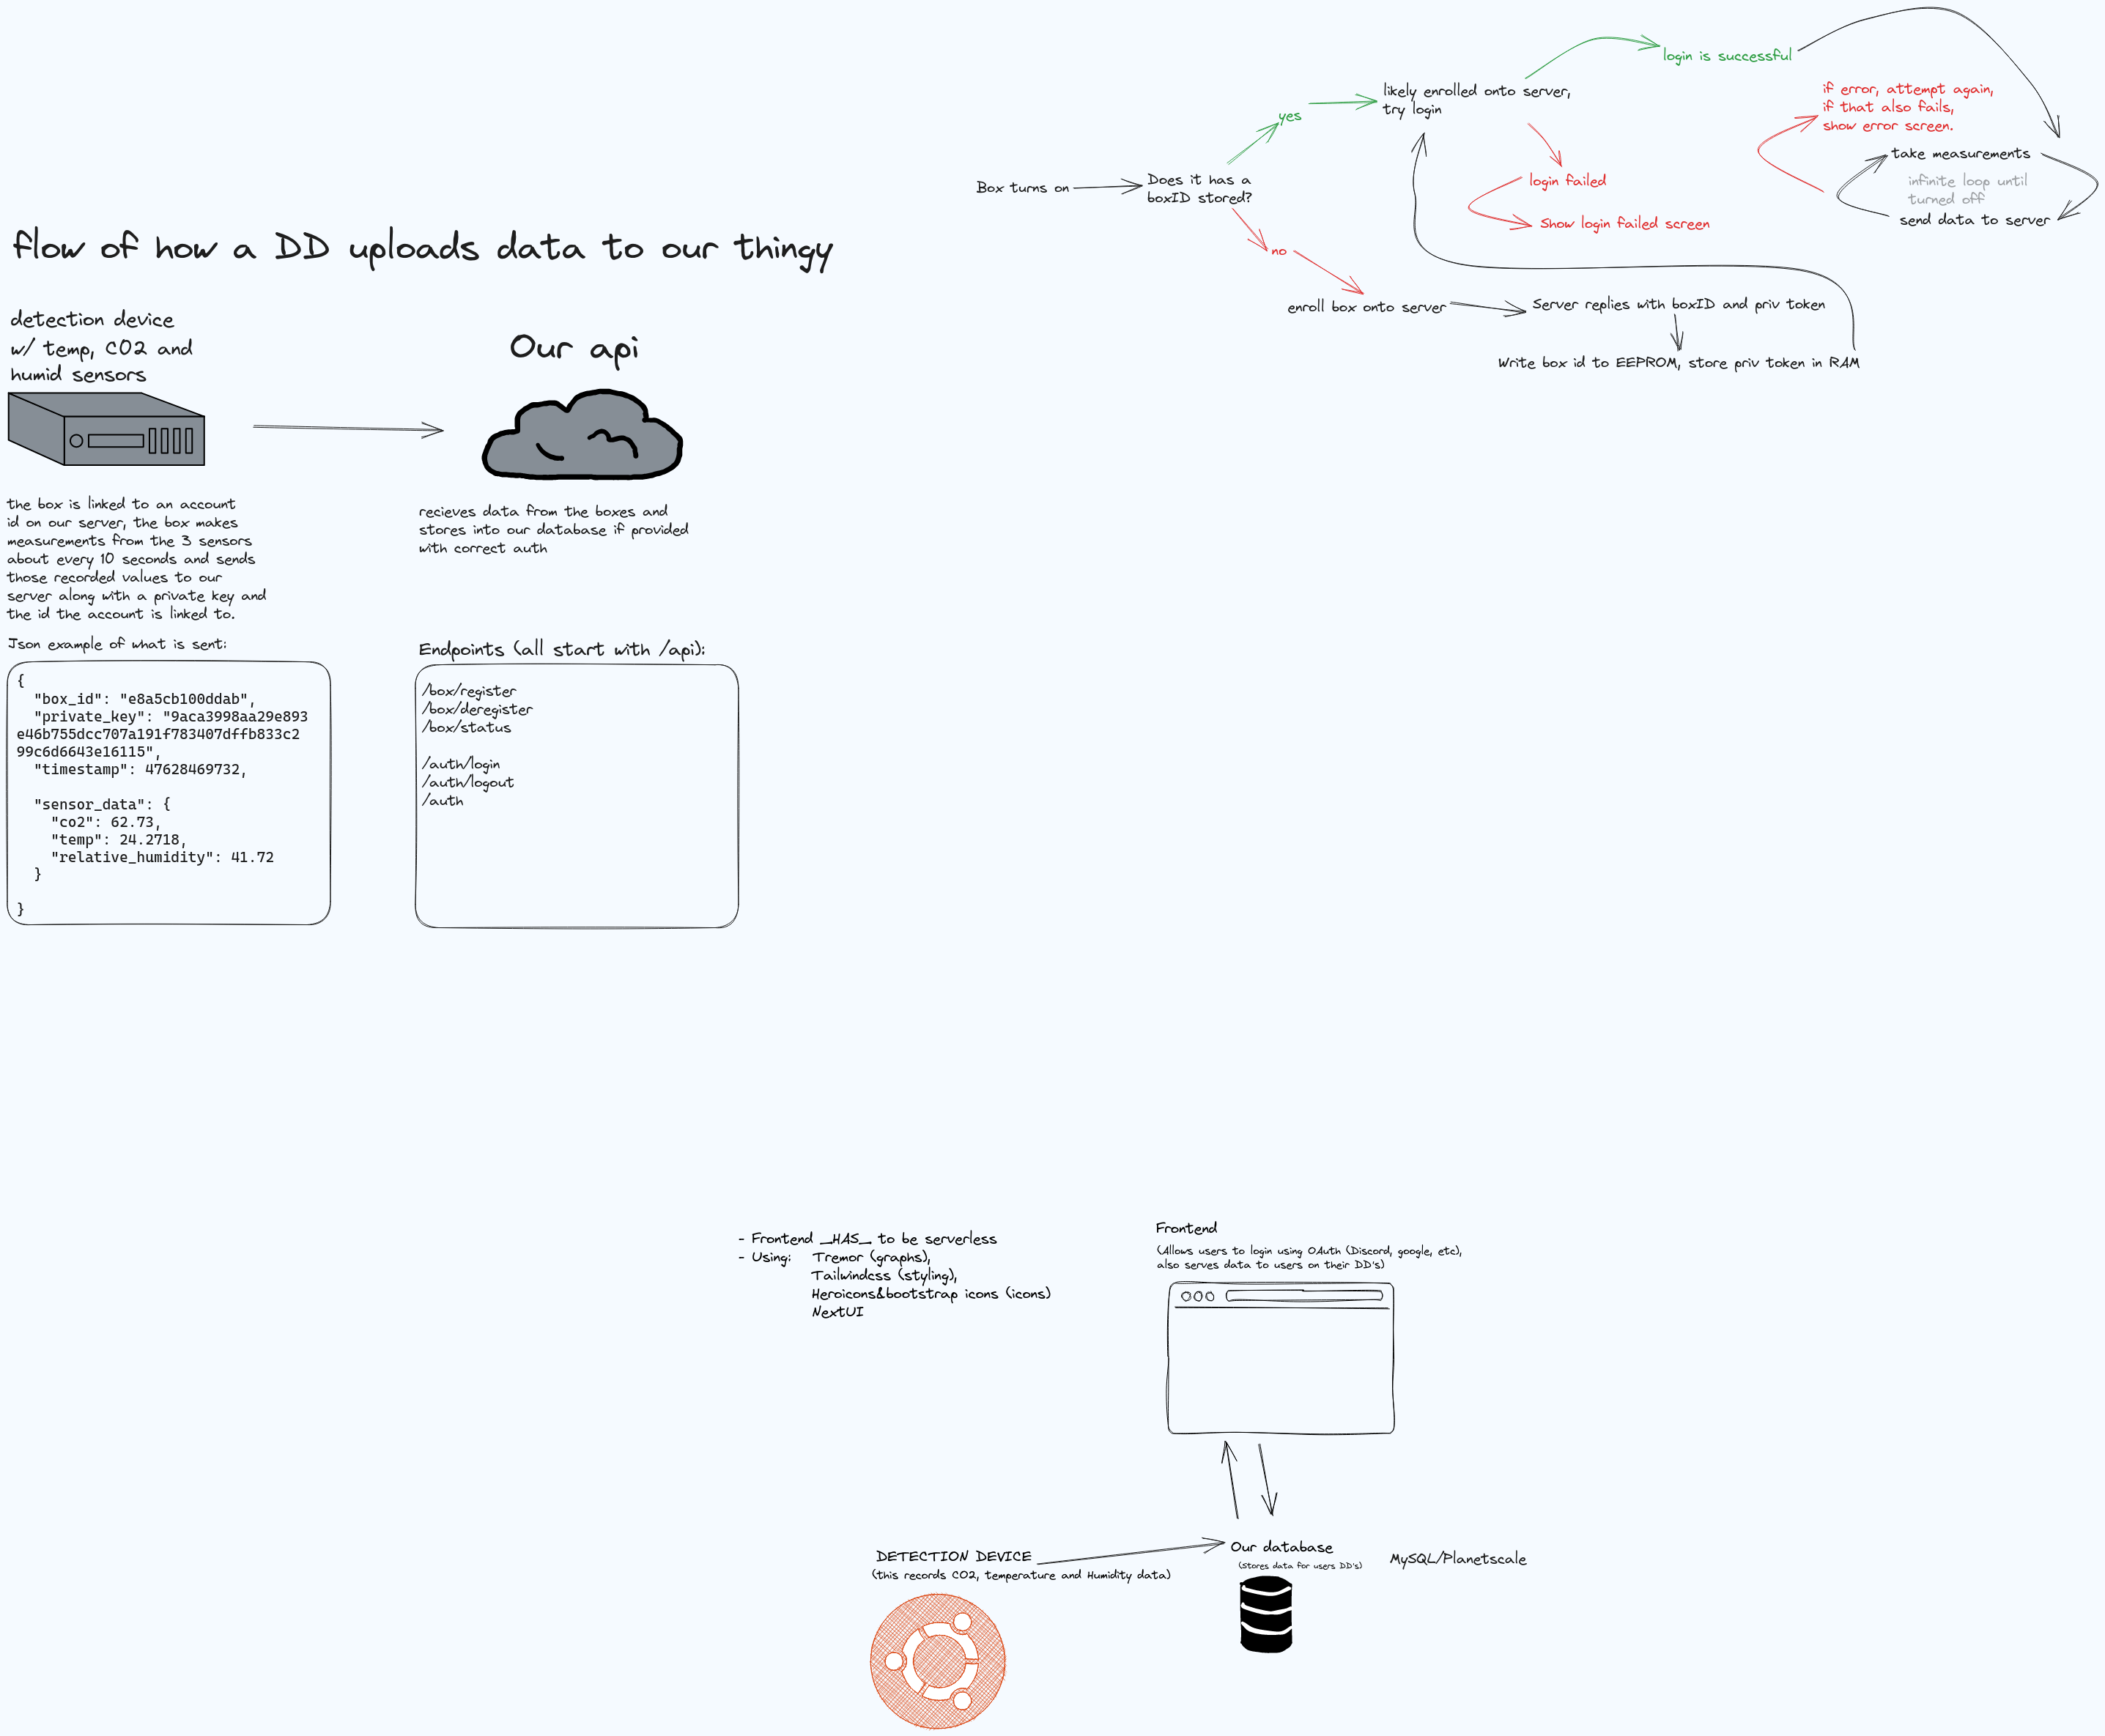 flow of how a DD uploads data to our thingy
detection device
w/ temp, CO2 and
humid sensors
Our api
the box is linked to an account
id on our server, the box makes
measurements from the 3 sensors
about every 10 seconds and sends
those recorded values to our
server along with a private key and
the id the account is linked to.
recieves data from the boxes and
stores into our database if provided
with correct auth
Json example of what is sent:
{
"box_id": "e8a5cb100ddab",
"private_key": "9aca3998aa29e893
e46b755dcc707a191f783407dffb833c2
99c6d6643e16115",
"timestamp": 47628469732,
"sensor_data": {
"co2": 62.73,
"temp": 24.2718,
"relative_humidity": 41.72
}
}
Endpoints (all start with /api):
/box/register
/box/deregister
/box/status
/auth/login
/auth/logout
/auth
Box turns on
Does it has a
boxID stored?
yes
likely enrolled onto server,
try login
login is successful
login failed
Show login failed screen
if error, attempt again,
if that also fails,
show error screen.
take measurements
infinite loop until
turned off
send data to server
no
enroll box onto server
Server replies with boxID and priv token
Write box id to EEPROM, store priv token in RAM
- Frontend _HAS_ to be serverless
- Using: Tremor (graphs),
Tailwindcss (styling),
Heroicons&bootstrap icons (icons)
NextUI
Frontend
(Allows users to login using OAuth (Discord, google, etc),
also serves data to users on their DD's)
DETECTION DEVICE
(this records CO2, temperature and Humidity data)
Our database
(Stores data for users DD's)
MySQL/Planetscale